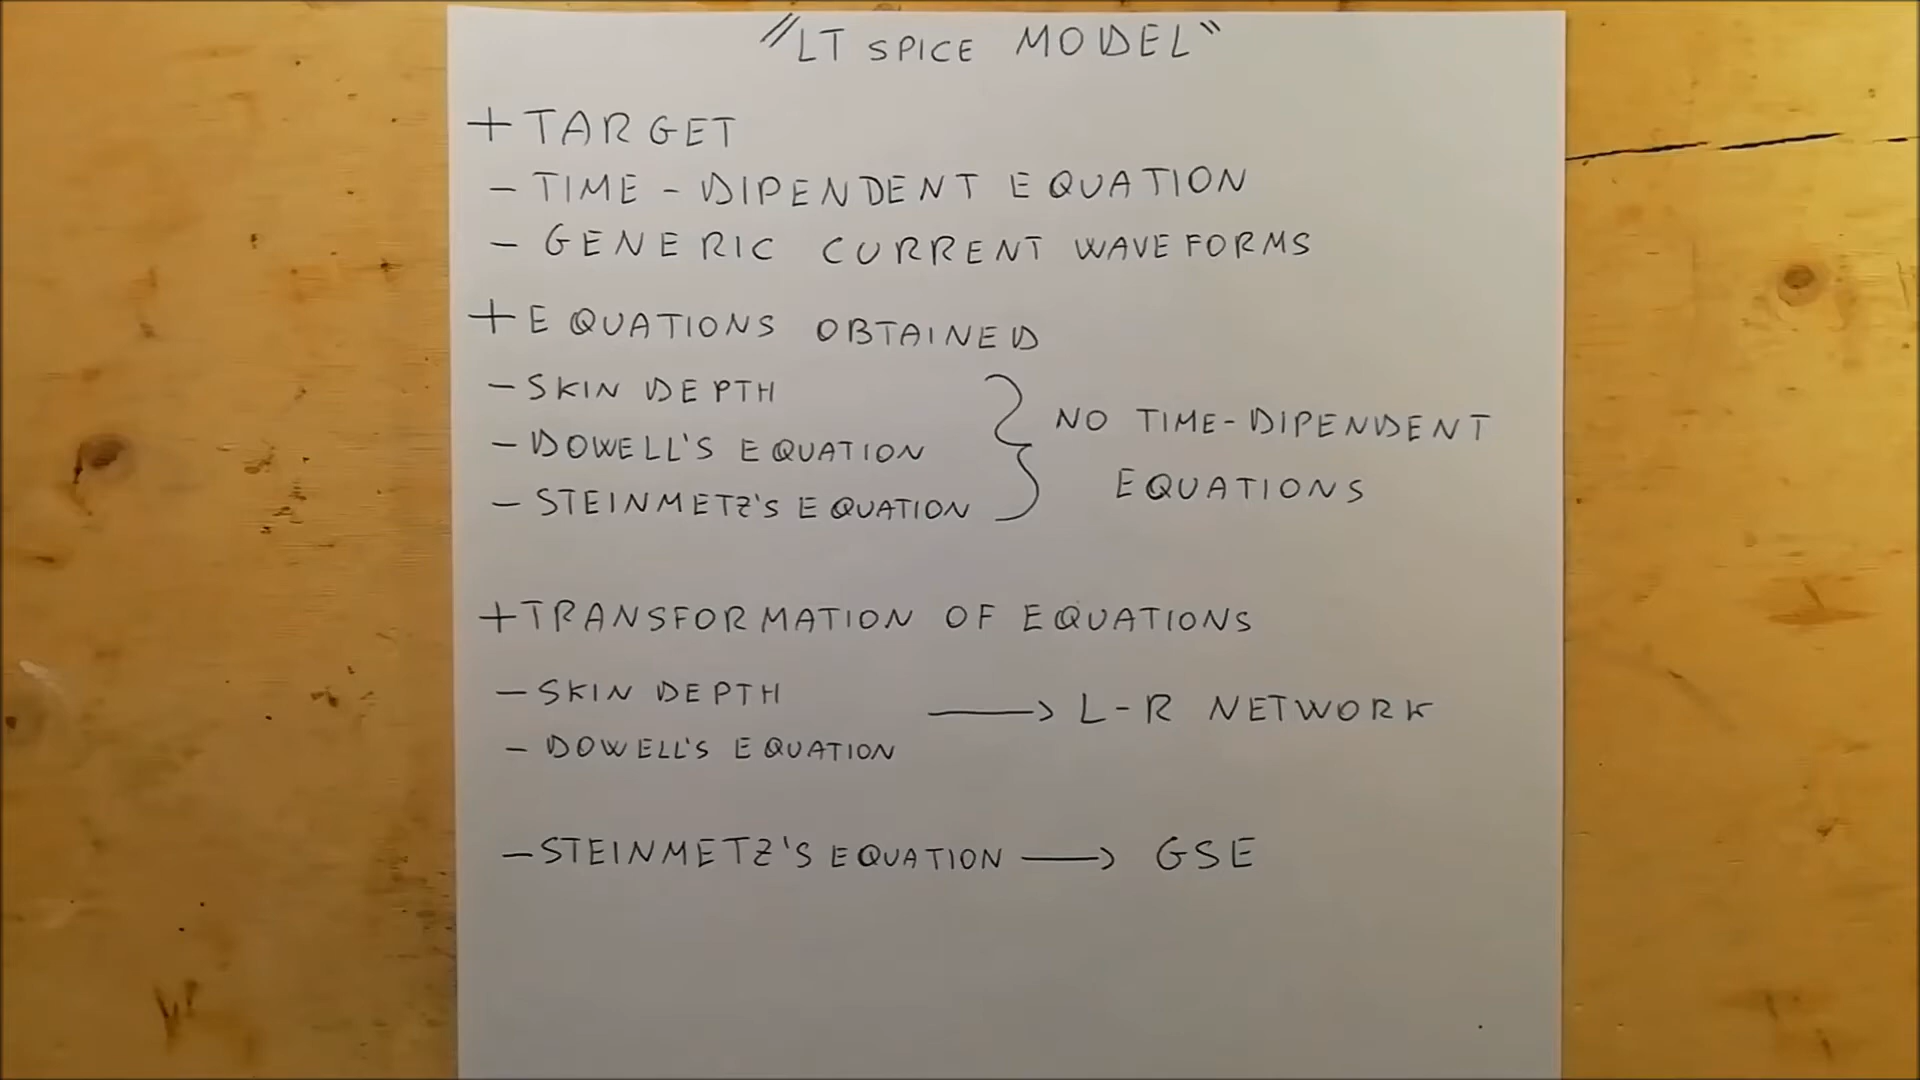 "LT SPICE MODEL"
+ TARGET
- TIME-DIPENDENT EQUATION
- GENERIC CURRENT WAVEFORMS
+ EQUATIONS OBTAINED
- SKIN DEPTH
- DOWELL'S EQUATION
- STEINMETZ'S EQUATION
NO TIME-DIPENDENT
EQUATIONS
+ TRANSFORMATION OF EQUATIONS
- SKIN DEPTH
- DOWELL'S EQUATION
→ L-R NETWORK
- STEINMETZ'S EQUATION → GSE